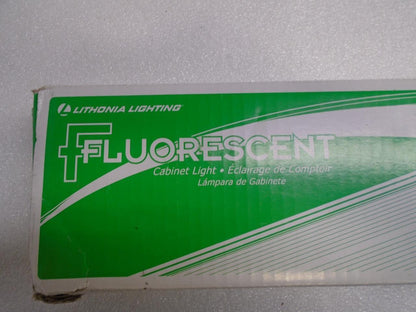 LITHONIA LIGHTING®
F FLUORESCENT
Cabinet Light • Éclairage de Comptoir
Lámpara de Gabinete